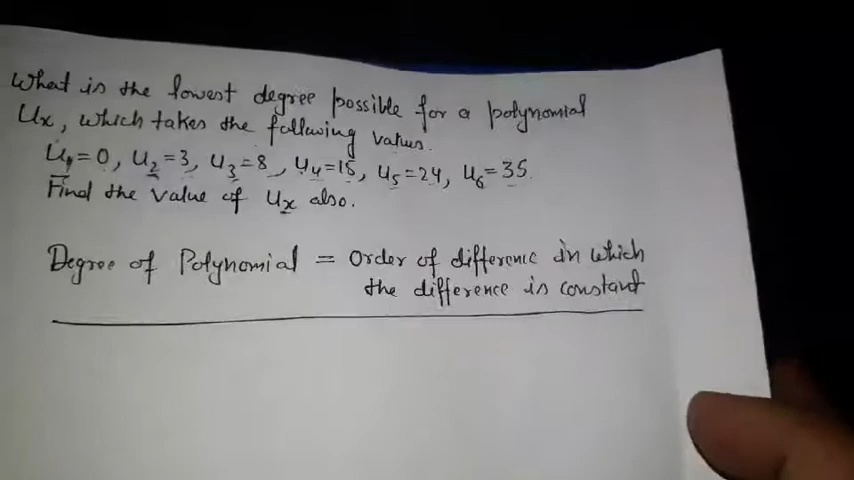 What is the lowest degree possible for a polynomial
Ux, which takes the following values.
U1=0, U2=3, U3=8, U4=15, U5=24, U6=35.
Find the value of Ux also.
Degree of Polynomial = Order of difference in which
the difference is constant